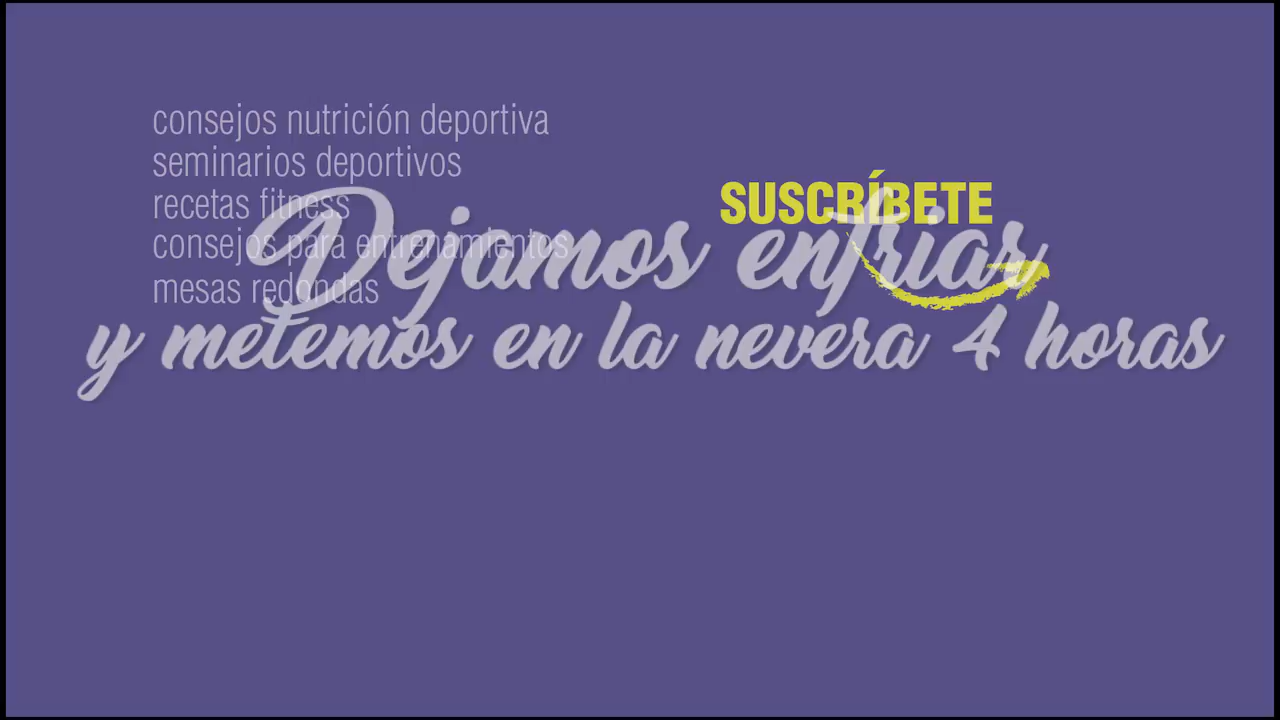 consejos nutrición deportiva
seminarios deportivos
recetas fitness
consejos para entrenamientos
mesas redondas
SUSCRÍBETE
Dejamos enfriar
y metemos en la nevera 4 horas